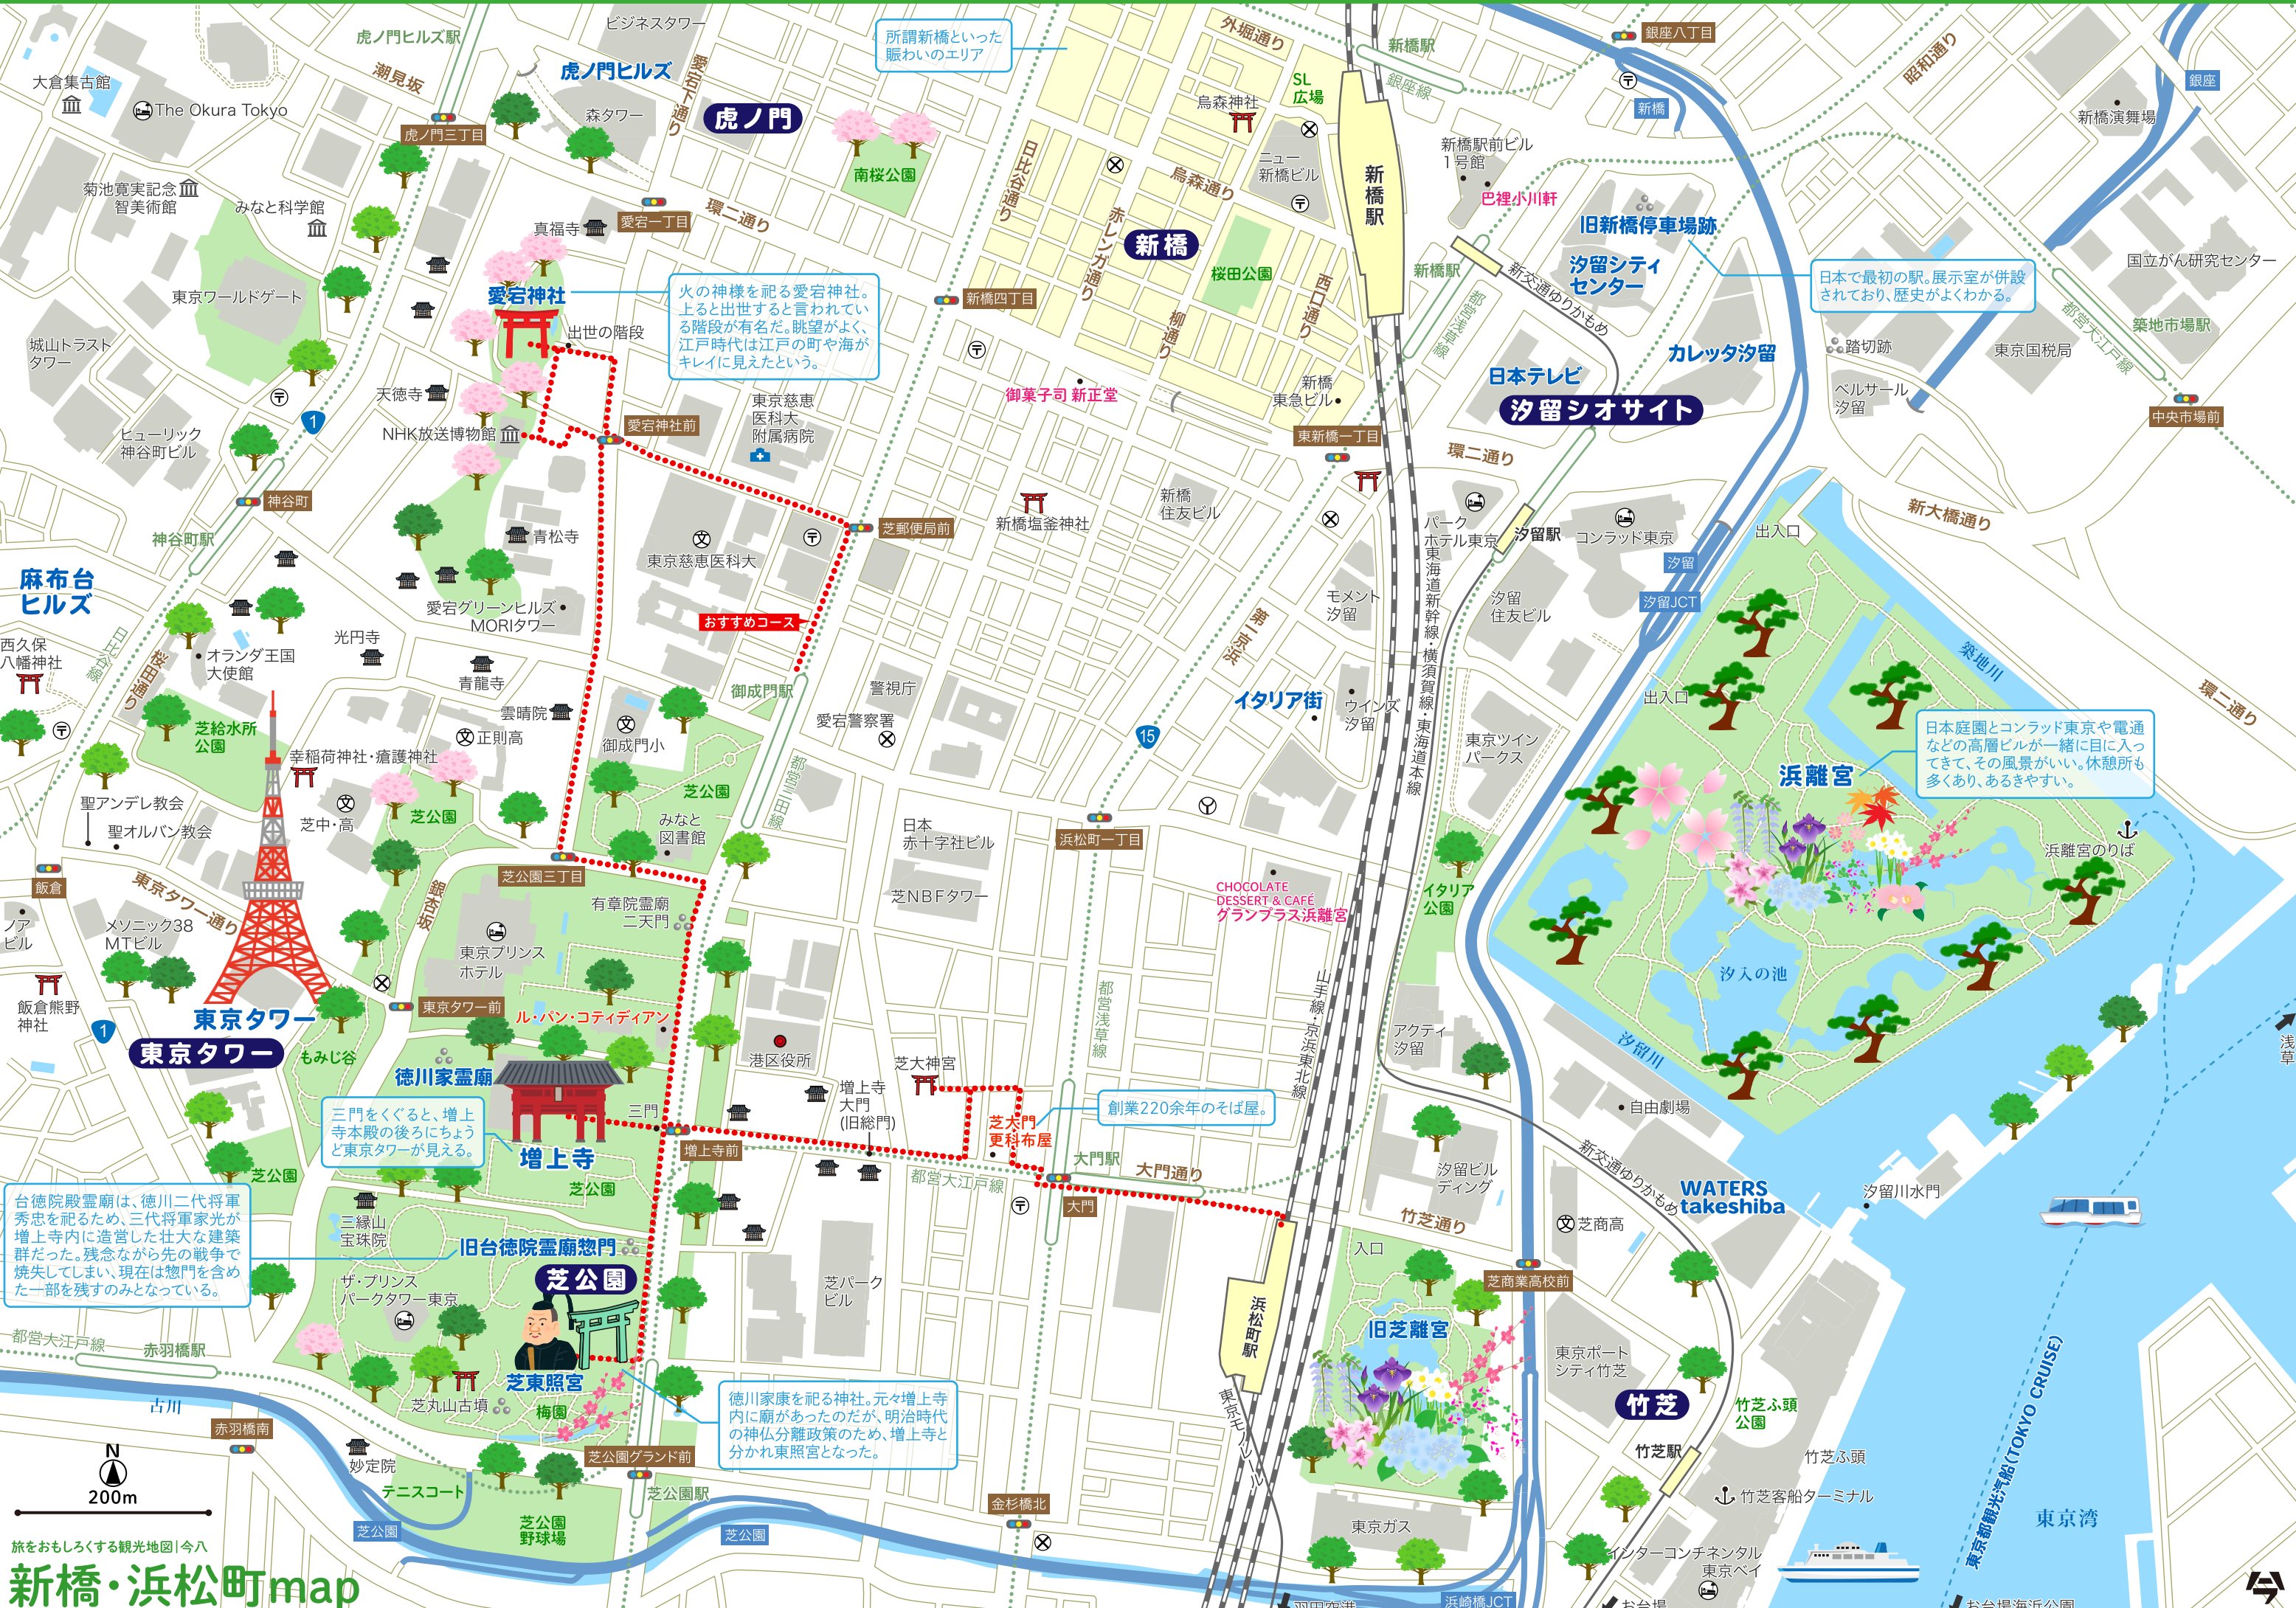 虎ノ門ヒルズ駅
ビジネスタワー
潮見坂
虎ノ門ヒルズ
愛宕下通り
虎ノ門
大倉集古館
The Okura Tokyo
森タワー
虎ノ門三丁目
所謂新橋といった
賑わいのエリア
外堀通り
新橋駅
銀座線
SL
広場
烏森神社
銀座八丁目
昭和通り
銀座
新橋
新橋演舞場
南桜公園
日比谷通り
烏森通り
ニュー
新橋ビル
新橋駅
新橋駅前ビル
1号館
巴裡小川軒
菊池寛実記念
智美術館
みなと科学館
真福寺
愛宕一丁目
環二通り
赤レンガ通り
新橋
桜田公園
西口通り
柳通り
新橋駅
新交通ゆりかもめ
都営浅草線
旧新橋停車場跡
汐留シティ
センター
日本で最初の駅。展示室が併設
されており、歴史がよくわかる。
国立がん研究センター
都営大江戸線
築地市場駅
東京国税局
踏切跡
中央市場前
東京ワールドゲート
愛宕神社
出世の階段
火の神様を祀る愛宕神社。
上ると出世すると言われてい
る階段が有名だ。眺望がよく、
江戸時代は江戸の町や海が
キレイに見えたという。
新橋四丁目
城山トラスト
タワー
天徳寺
NHK放送博物館
愛宕神社前
東京慈恵
医科大
附属病院
御菓子司 新正堂
新橋
東急ビル
東新橋一丁目
日本テレビ
カレッタ汐留
汐留シオサイト
ベルサール
汐留
環二通り
ヒューリック
神谷町ビル
1
神谷町
神谷町駅
青松寺
東京慈恵医科大
芝郵便局前
新橋塩釜神社
新橋
住友ビル
パーク
ホテル東京
汐留駅
コンラッド東京
出入口
新大橋通り
汐留
汐留JCT
麻布台
ヒルズ
愛宕グリーンヒルズ
MORIタワー
おすすめコース
第一京浜
モメント
汐留
東海道新幹線・横須賀線・東海道本線
汐留
住友ビル
築地川
環二通り
西久保
八幡神社
日比谷線
桜田通り
オランダ王国
大使館
光円寺
青龍寺
御成門駅
警視庁
愛宕警察署
15
イタリア街
ウインズ
汐留
出入口
芝給水所
公園
雲晴院
正則高
御成門小
幸稲荷神社・瘡護神社
芝公園
都営三田線
東京ツイン
パークス
浜離宮
日本庭園とコンラッド東京や電通
などの高層ビルが一緒に目に入っ
てきて、その風景がいい。休憩所も
多くあり、あるきやすい。
聖アンデレ教会
聖オルバン教会
芝中・高
芝公園
みなと
図書館
日本
赤十字社ビル
浜松町一丁目
浜離宮のりば
飯倉
東京タワー通り
銀杏坂
芝公園三丁目
有章院霊廟
二天門
芝NBFタワー
CHOCOLATE
DESSERT & CAFÉ
グランプラス浜離宮
イタリア
公園
ノア
ビル
メソニック38
MTビル
東京プリンス
ホテル
汐入の池
飯倉熊野
神社
1
東京タワー
東京タワー
東京タワー前
ル・パン・コティディアン
もみじ谷
徳川家霊廟
港区役所
芝大神宮
都営浅草線
山手線・京浜東北線
アクティ
汐留
汐留川
浅草
三門をくぐると、増上
寺本殿の後ろにちょう
ど東京タワーが見える。
三門
増上寺
大門
(旧総門)
芝大門
更科布屋
創業220余年のそば屋。
自由劇場
増上寺
増上寺前
大門駅
大門通り
都営大江戸線
大門
芝公園
芝公園
汐留ビル
ディング
新交通ゆりかもめ
WATERS
takeshiba
汐留川水門
台徳院殿霊廟は、徳川二代将軍
秀忠を祀るため、三代将軍家光が
増上寺内に造営した壮大な建築
群だった。残念ながら先の戦争で
焼失してしまい、現在は惣門を含め
た一部を残すのみとなっている。
三縁山
宝珠院
旧台徳院霊廟惣門
芝公園
ザ・プリンス
パークタワー東京
芝パーク
ビル
竹芝通り
入口
芝商高
芝商業高校前
浜松町駅
旧芝離宮
都営大江戸線
赤羽橋駅
芝東照宮
芝丸山古墳
梅園
徳川家康を祀る神社。元々増上寺
内に廟があったのだが、明治時代
の神仏分離政策のため、増上寺と
分かれ東照宮となった。
東京モノレール
東京ポート
シティ竹芝
竹芝
竹芝ふ頭
公園
古川
赤羽橋南
妙定院
芝公園グランド前
竹芝駅
竹芝ふ頭
N
200m
テニスコート
芝公園駅
芝公園
芝公園
野球場
芝公園
金杉橋北
東京ガス
竹芝客船ターミナル
東京湾
東京都観光汽船(TOKYO CRUISE)
インターコンチネンタル
東京ベイ
浜崎橋JCT
羽田空港
お台場
お台場海浜公園
旅をおもしろくする観光地図|今八
新橋・浜松町map